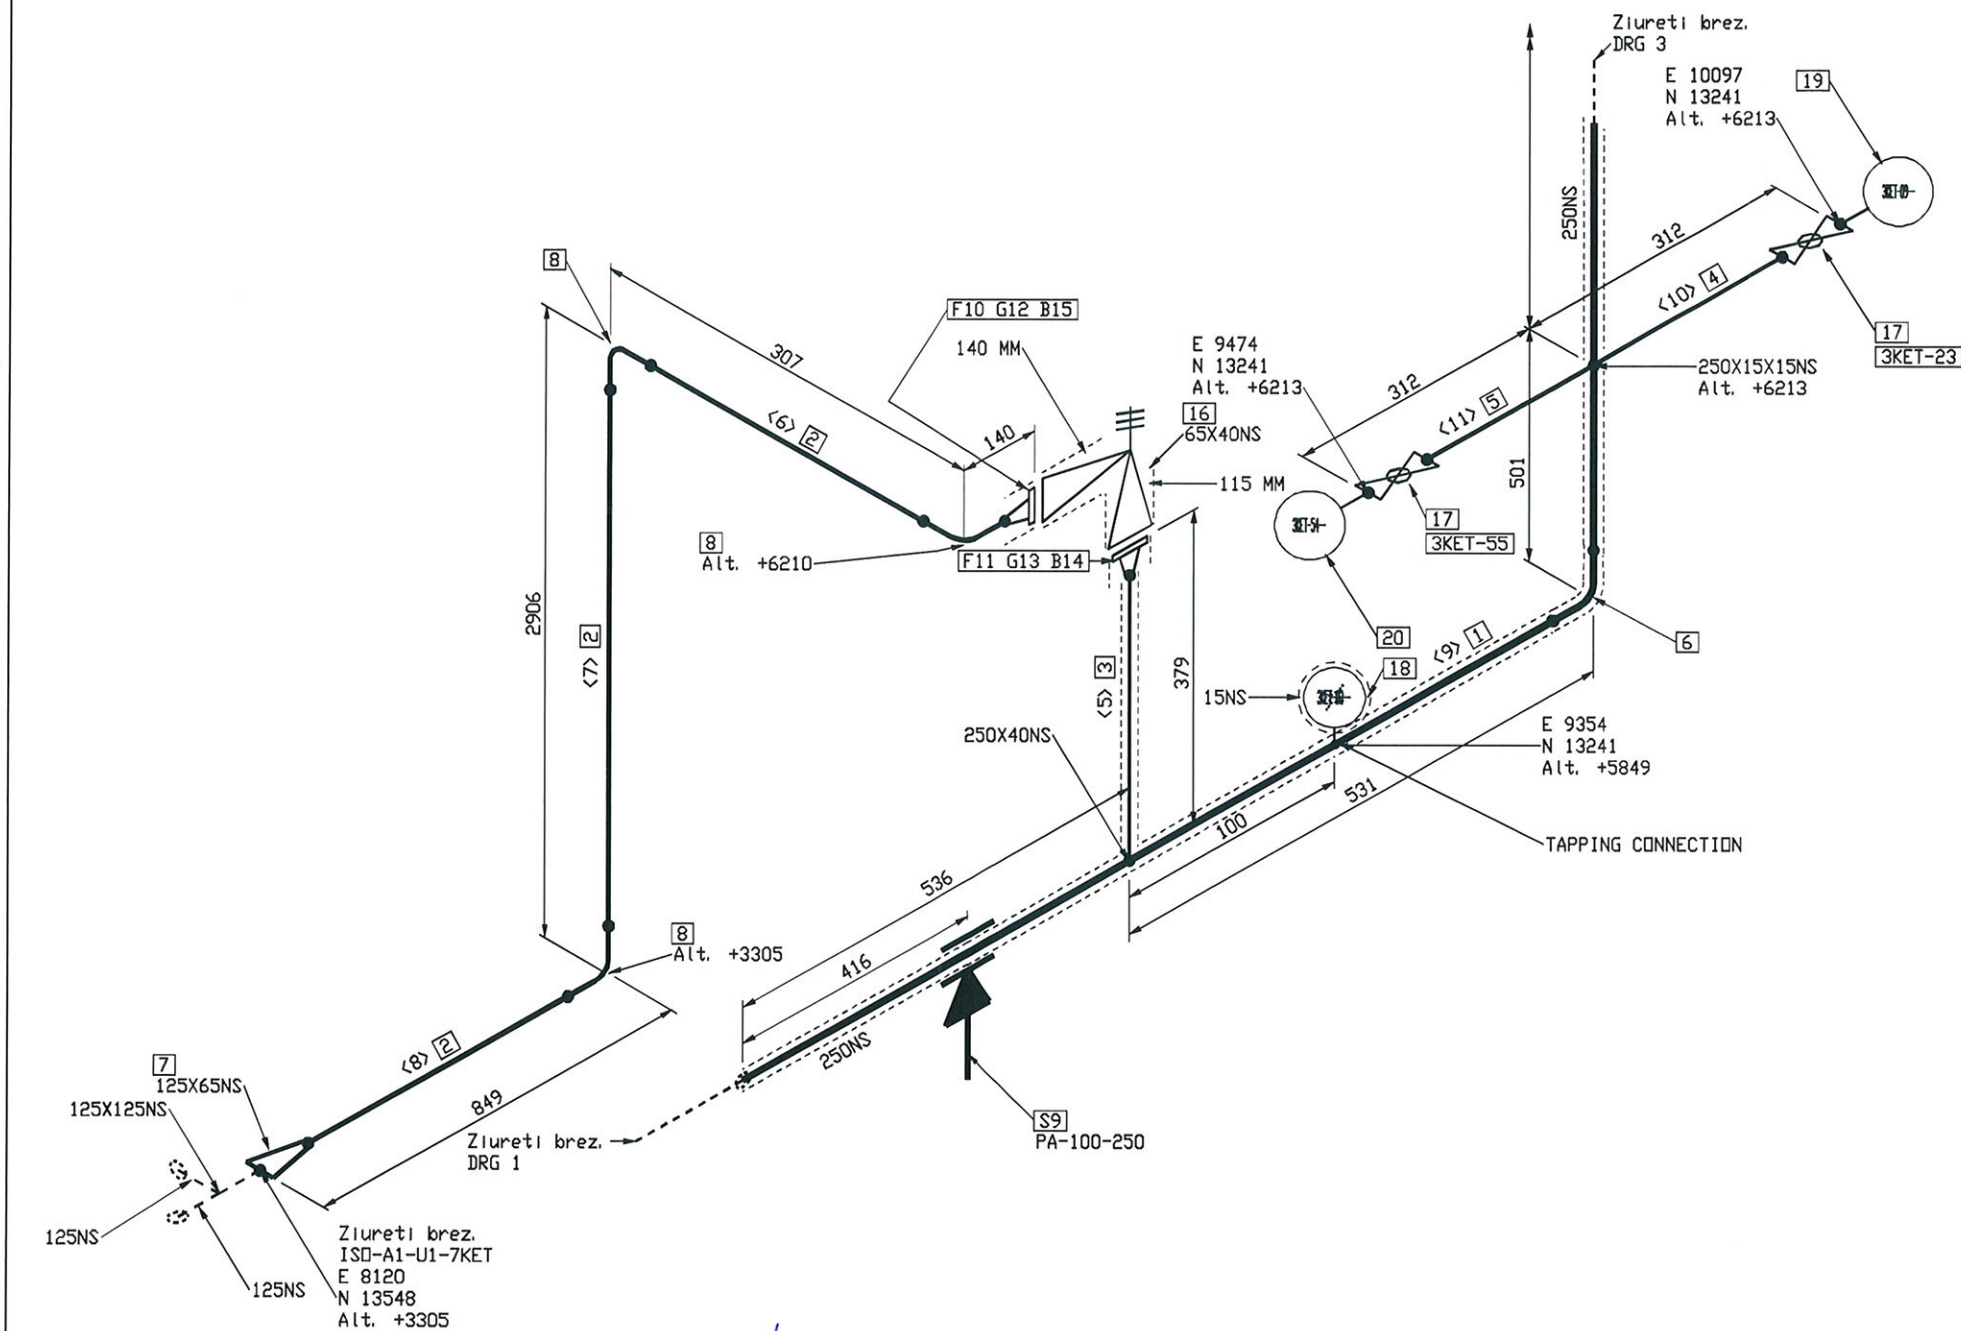 Ziureti brez.
DRG 3
E 10097
N 13241
Alt. +6213
19
250NS
312
8
<10> 4
F10 G12 B15
17
3KET-23
140 MM
307
E 9474
N 13241
Alt. +6213
250X15X15NS
Alt. +6213
312
16
65X40NS
<11> 5
<6> 2
140
115 MM
501
17
3KET-55
8
Alt. +6210
F11 G13 B14
2906
<7> 2
20
6
<9> 1
18
<5> 3
379
15NS
E 9354
N 13241
Alt. +5849
250X40NS
531
100
TAPPING CONNECTION
536
8
Alt. +3305
416
<8> 2
250NS
7
125X65NS
125X125NS
849
Ziureti brez.
DRG 1
S9
PA-100-250
125NS
Ziureti brez.
ISO-A1-U1-7KET
E 8120
N 13548
Alt. +3305
125NS